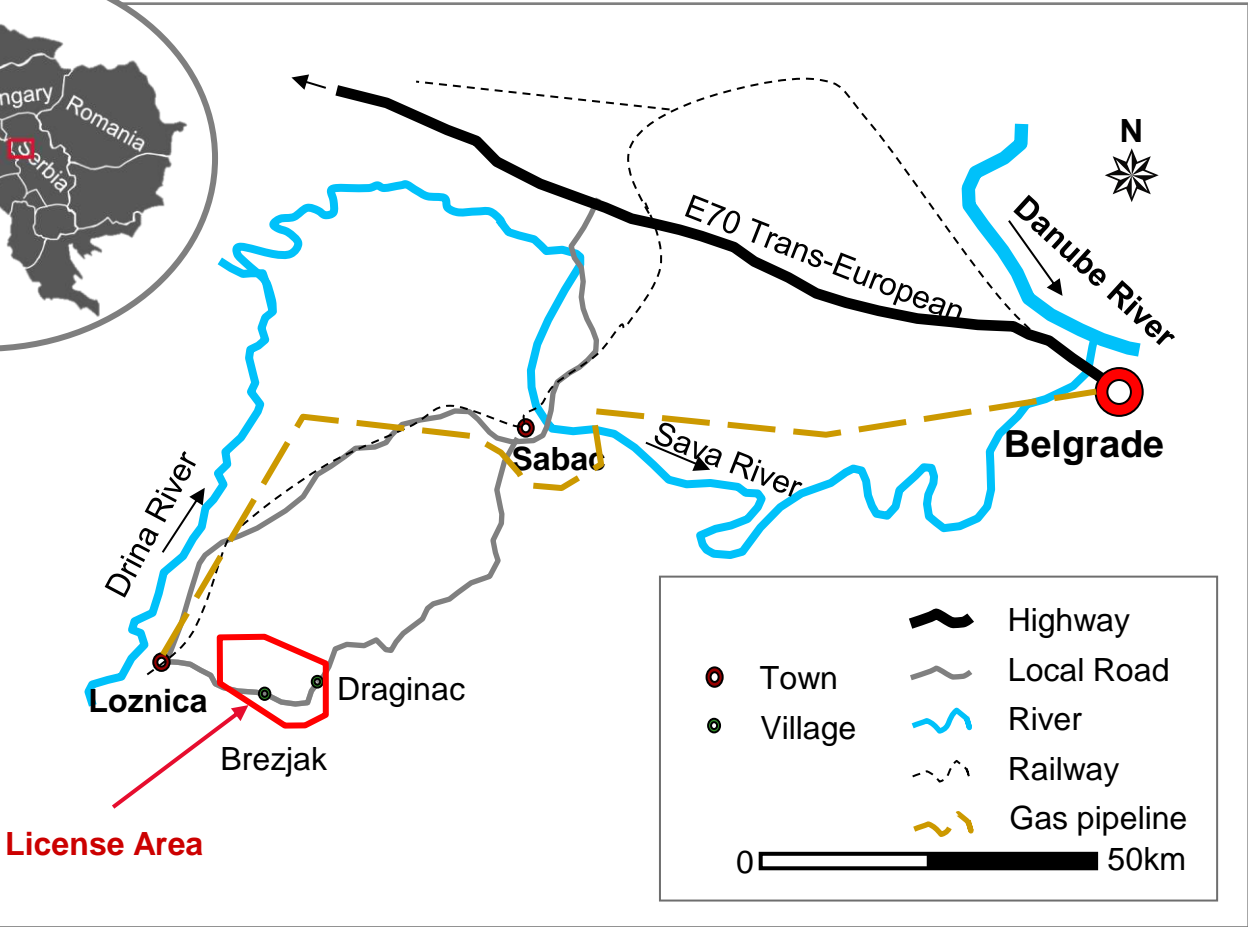 ngary
Romania
Serbia
N
E70 Trans-European
Danube River
Belgrade
Sabac
Sava River
Drina River
Loznica
Draginac
Brezjak
License Area
Town
Village
Highway
Local Road
River
Railway
Gas pipeline
0 50km